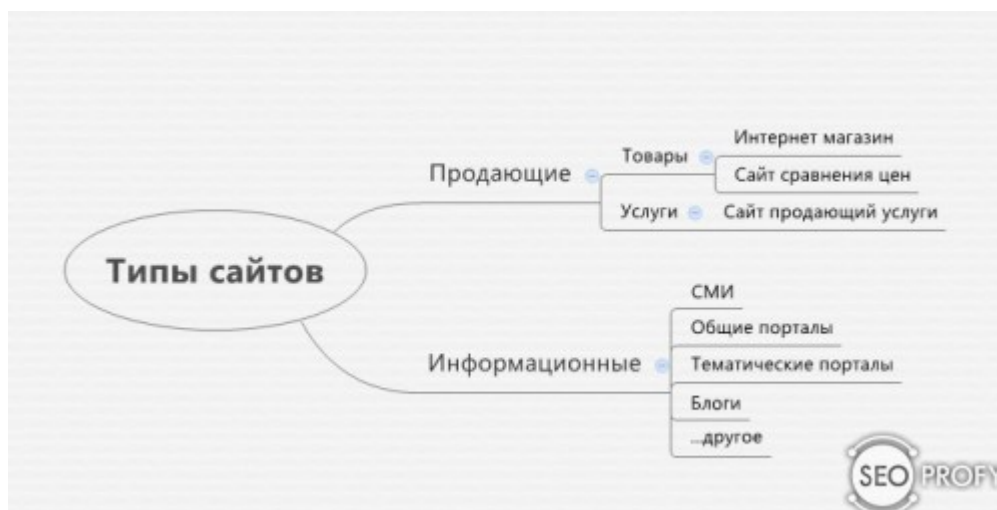 Типы сайтов
Продающие
Товары
Интернет магазин
Сайт сравнения цен
Услуги
Сайт продающий услуги
Информационные
СМИ
Общие порталы
Тематические порталы
Блоги
...другое
SEO PROFY